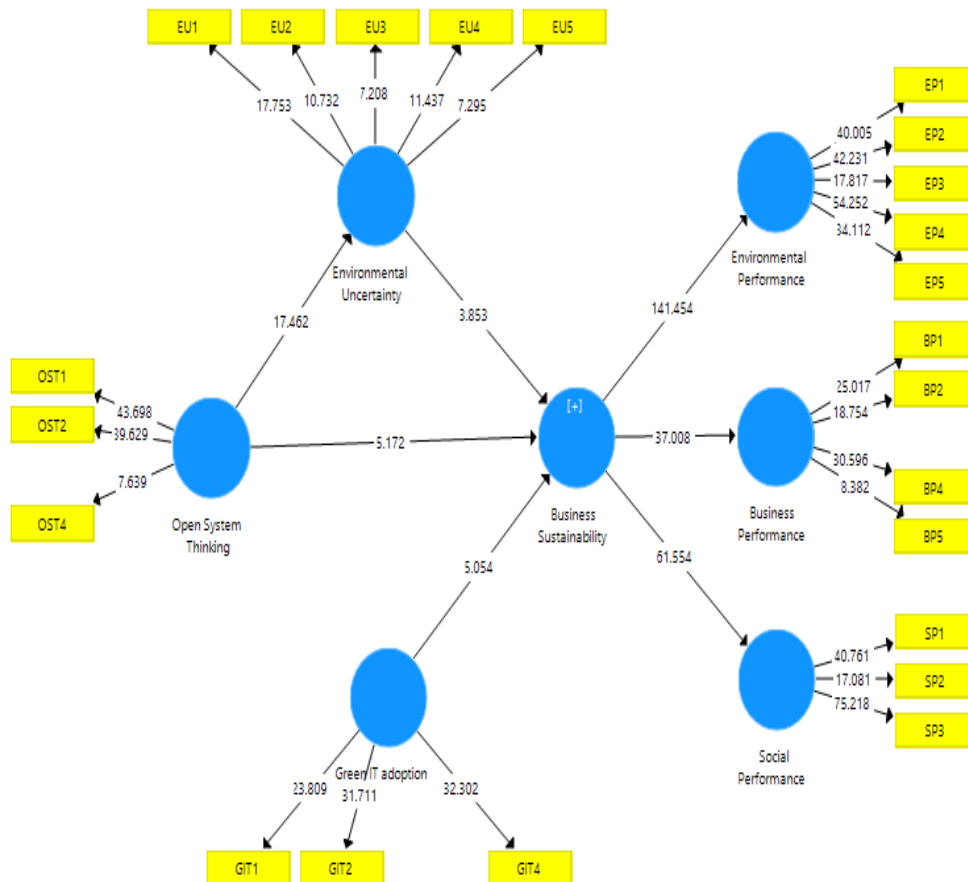 EU1 EU2 EU3 EU4 EU5
17.753 10.732 7.208 11.437 7.295
Environmental
Uncertainty
17.462
3.853
OST1
OST2
OST4
43.698
39.629
7.639
Open System
Thinking
5.172
[+]
Business
Sustainability
5.054
Green IT adoption
23.809 31.711 32.302
GIT1 GIT2 GIT4
141.454
37.008
61.554
Environmental
Performance
40.005
42.231
17.817
54.252
34.112
EP1
EP2
EP3
EP4
EP5
Business
Performance
25.017
18.754
30.596
8.382
BP1
BP2
BP4
BP5
Social
Performance
40.761
17.081
75.218
SP1
SP2
SP3